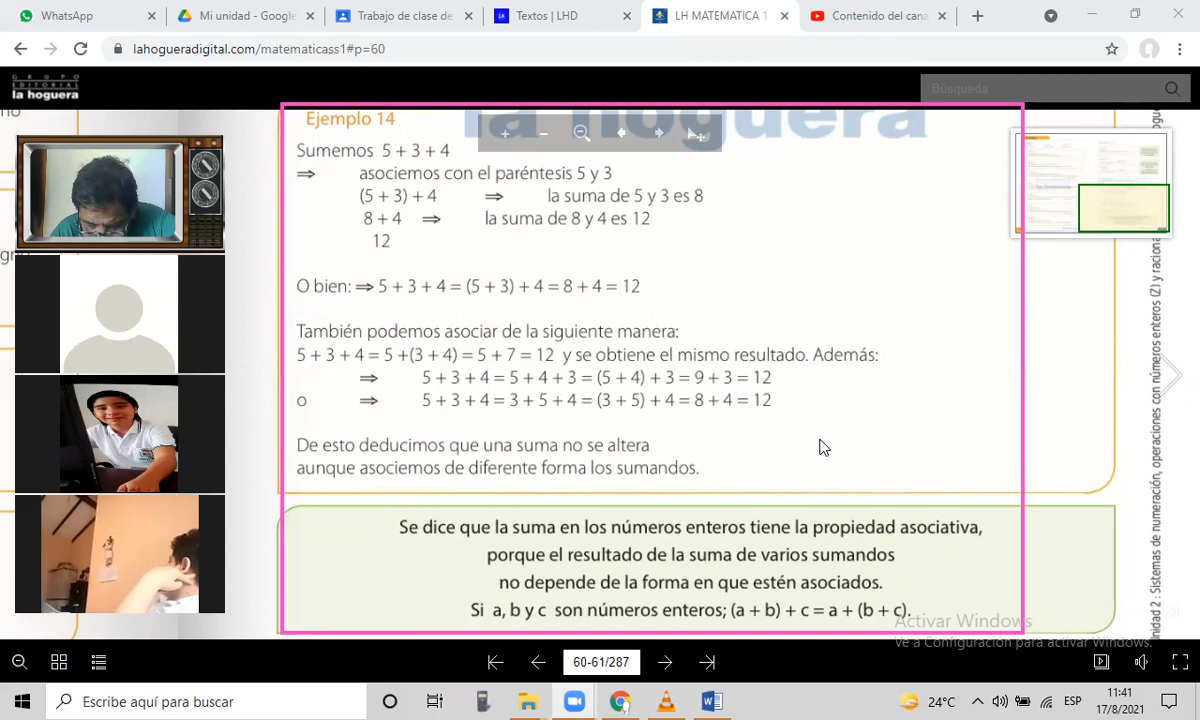 WhatsApp
Mi unidad - Google
Trabajo de clase de
Textos | LHD
LH MATEMATICA 1
Contenido del cana
lahogueradigital.com/matematicass1#p=60
GRUPO
EDITORIAL
la hoguera
Búsqueda
la hoguera
Ejemplo 14
Sumemos 5 + 3 + 4
⇒ asociemos con el paréntesis 5 y 3
(5 + 3) + 4 ⇒ la suma de 5 y 3 es 8
8 + 4 ⇒ la suma de 8 y 4 es 12
12
O bien: ⇒ 5 + 3 + 4 = (5 + 3) + 4 = 8 + 4 = 12
También podemos asociar de la siguiente manera:
5 + 3 + 4 = 5 +(3 + 4) = 5 + 7 = 12 y se obtiene el mismo resultado. Además:
⇒ 5 + 3 + 4 = 5 + 4 + 3 = (5 + 4) + 3 = 9 + 3 = 12
o ⇒ 5 + 3 + 4 = 3 + 5 + 4 = (3 + 5) + 4 = 8 + 4 = 12
De esto deducimos que una suma no se altera
aunque asociemos de diferente forma los sumandos.
Se dice que la suma en los números enteros tiene la propiedad asociativa,
porque el resultado de la suma de varios sumandos
no depende de la forma en que estén asociados.
Si a, b y c son números enteros; (a + b) + c = a + (b + c).
Unidad 2 : Sistemas de numeración, operaciones con números enteros (Z) y raciona
Activar Windows
Ve a Configuración para activar Windows.
60-61/287
Escribe aquí para buscar
24°C
ESP
11:41
17/8/2021